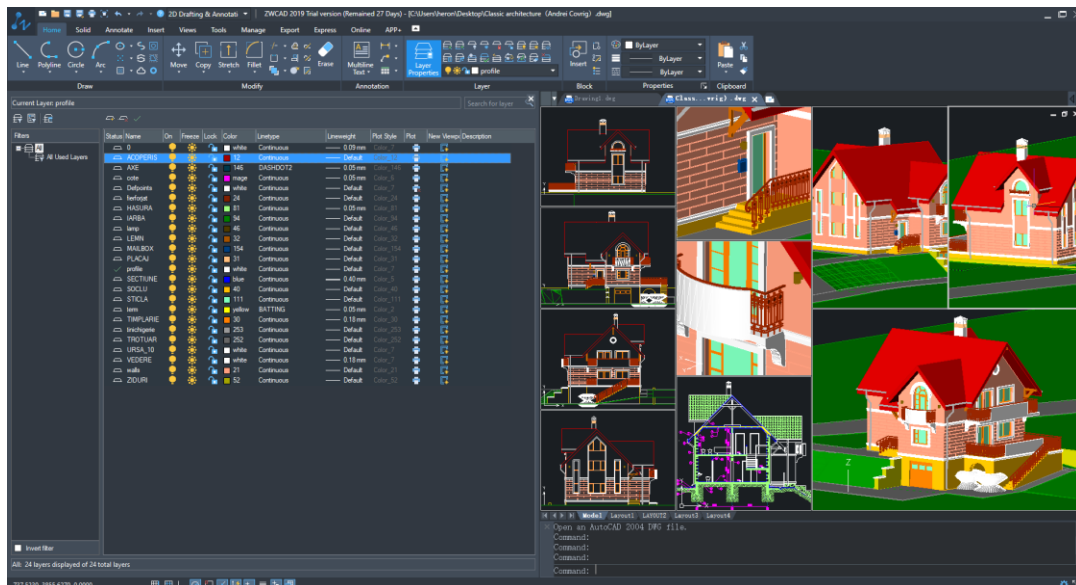 2D Drafting & Annotati
ZWCAD 2019 Trial version (Remained 27 Days) - [C:\Users\heron\Desktop\Classic architecture (Andrei Covrig) .dwg]
Home Solid Annotate Insert Views Tools Manage Export Express Online APP+
Line Polyline Circle Arc Move Copy Stretch Fillet Erase Multiline Text Layer Properties profile Insert ByLayer ByLayer ByLayer Paste
Draw Modify Annotation Layer Block Properties Clipboard
Current Layer: profile Search for layer
Drawing1.dwg Class...vrig) .dwg
Filters Status Name On Freeze Lock Color Linetype Lineweight Plot Style Plot New Viewpo Description
All
All Used Layers
0 white Continuous 0.09 mm Color_7
ACOPERIS 12 Continuous Default Color_12
AXE 146 DASHDOT2 0.05 mm Color_146
cote mage Continuous 0.05 mm Color_6
Defpoints white Continuous Default Color_7
fierforjat 24 Continuous Default Color_24
HASURA 81 Continuous 0.05 mm Color_81
IARBA 94 Continuous Default Color_94
lamp 46 Continuous Default Color_46
LEMN 32 Continuous Default Color_32
MAILBOX 154 Continuous Default Color_154
PLACAJ 31 Continuous Default Color_31
profile white Continuous Default Color_7
SECTIUNE blue Continuous 0.40 mm Color_5
SOCLU 40 Continuous Default Color_40
STICLA 111 Continuous Default Color_111
teren yellow BATTING 0.05 mm Color_2
TIMPLARIE 30 Continuous 0.18 mm Color_30
tinichigerie 253 Continuous Default Color_253
TROTUAR 252 Continuous Default Color_252
URSA_10 white Continuous Default Color_7
VEDERE white Continuous 0.18 mm Color_7
walls 21 Continuous Default Color_21
ZIDURI 52 Continuous Default Color_52
Z
Model Layout1 LAYOUT2 Layout3 Layout4
Open an AutoCAD 2004 DWG file.
Command:
Command:
Command:
Command:
Invert filter
All: 24 layers displayed of 24 total layers